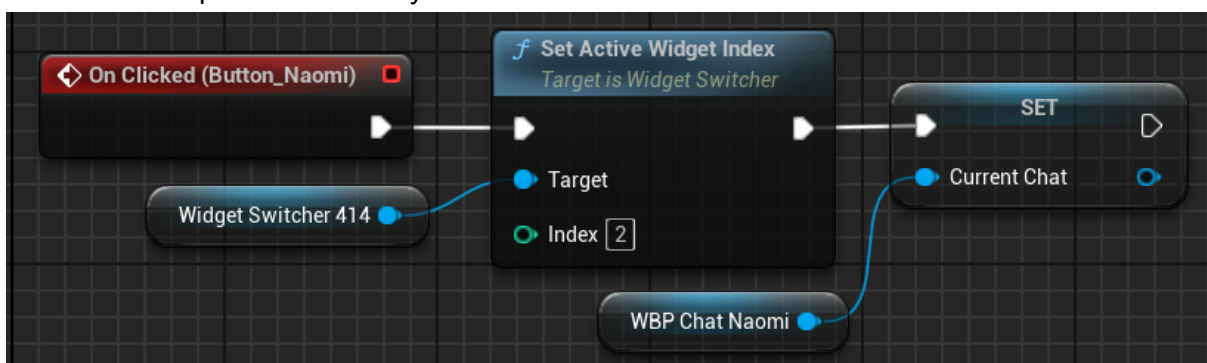 On Clicked (Button_Naomi)
f Set Active Widget Index
Target is Widget Switcher
SET
Target
Current Chat
Widget Switcher 414
Index 2
WBP Chat Naomi